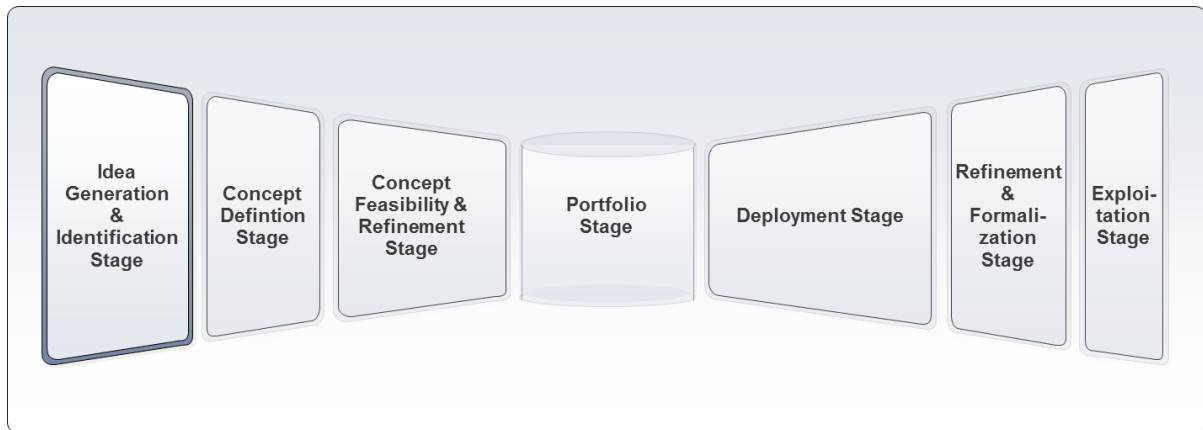 Idea
Generation
&
Identification
Stage
Concept
Defintion
Stage
Concept
Feasibility &
Refinement
Stage
Portfolio
Stage
Deployment Stage
Refinement
&
Formali-
zation
Stage
Exploi-
tation
Stage